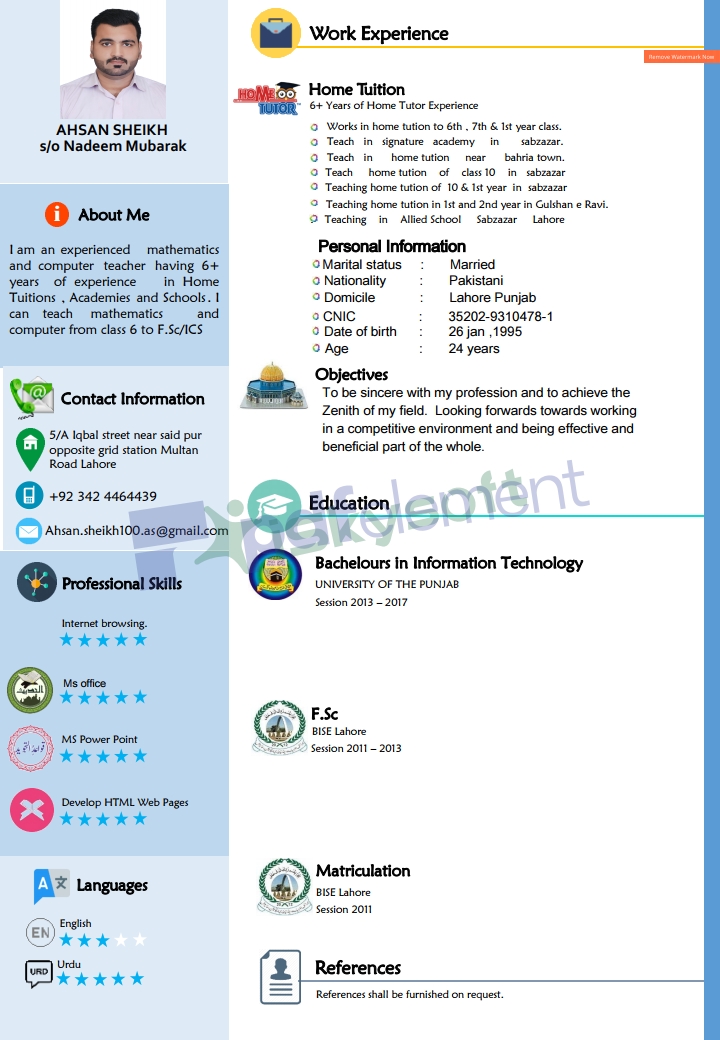 AHSAN SHEIKH
s/o Nadeem Mubarak
About Me
I am an experienced mathematics
and computer teacher having 6+
years of experience in Home
Tuitions , Academies and Schools. I
can teach mathematics and
computer from class 6 to F.Sc/ICS
Contact Information
5/A Iqbal street near said pur
opposite grid station Multan
Road Lahore
+92 342 4464439
Ahsan.sheikh100.as@gmail.com
Professional Skills
Internet browsing.
Ms office
MS Power Point
Develop HTML Web Pages
Languages
EN
English
URD
Urdu
Work Experience
Remove Watermark Now
HOME TUTOR
Home Tuition
6+ Years of Home Tutor Experience
Works in home tution to 6th , 7th & 1st year class.
Teach in signature academy in sabzazar.
Teach in home tution near bahria town.
Teach home tution of class 10 in sabzazar
Teaching home tution of 10 & 1st year in sabzazar
Teaching home tution in 1st and 2nd year in Gulshan e Ravi.
Teaching in Allied School Sabzazar Lahore
Personal Information
Marital status : Married
Nationality : Pakistani
Domicile : Lahore Punjab
CNIC : 35202-9310478-1
Date of birth : 26 jan ,1995
Age : 24 years
Objectives
To be sincere with my profession and to achieve the
Zenith of my field. Looking forwards towards working
in a competitive environment and being effective and
beneficial part of the whole.
Education
Bachelours in Information Technology
UNIVERSITY OF THE PUNJAB
Session 2013 – 2017
F.Sc
BISE Lahore
Session 2011 – 2013
Matriculation
BISE Lahore
Session 2011
References
References shall be furnished on request.